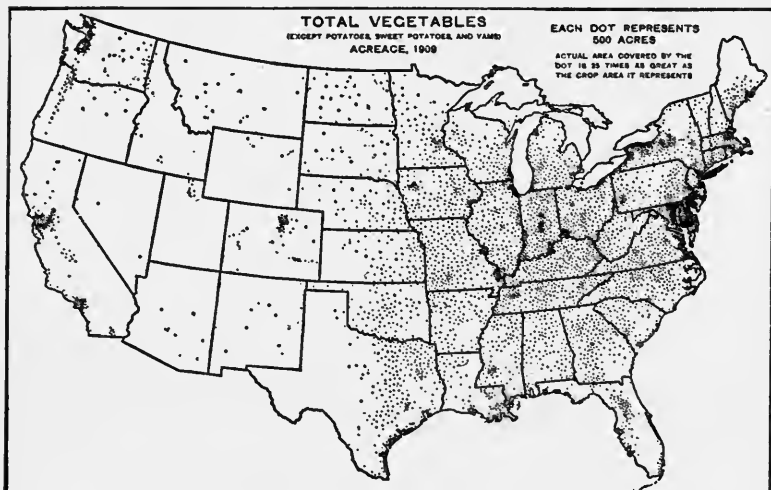 TOTAL VEGETABLES
(EXCEPT POTATOES, SWEET POTATOES, AND YAMS)
ACREAGE, 1909
EACH DOT REPRESENTS
500 ACRES
ACTUAL AREA COVERED BY THE
DOT IS 25 TIMES AS GREAT AS
THE CROP AREA IT REPRESENTS